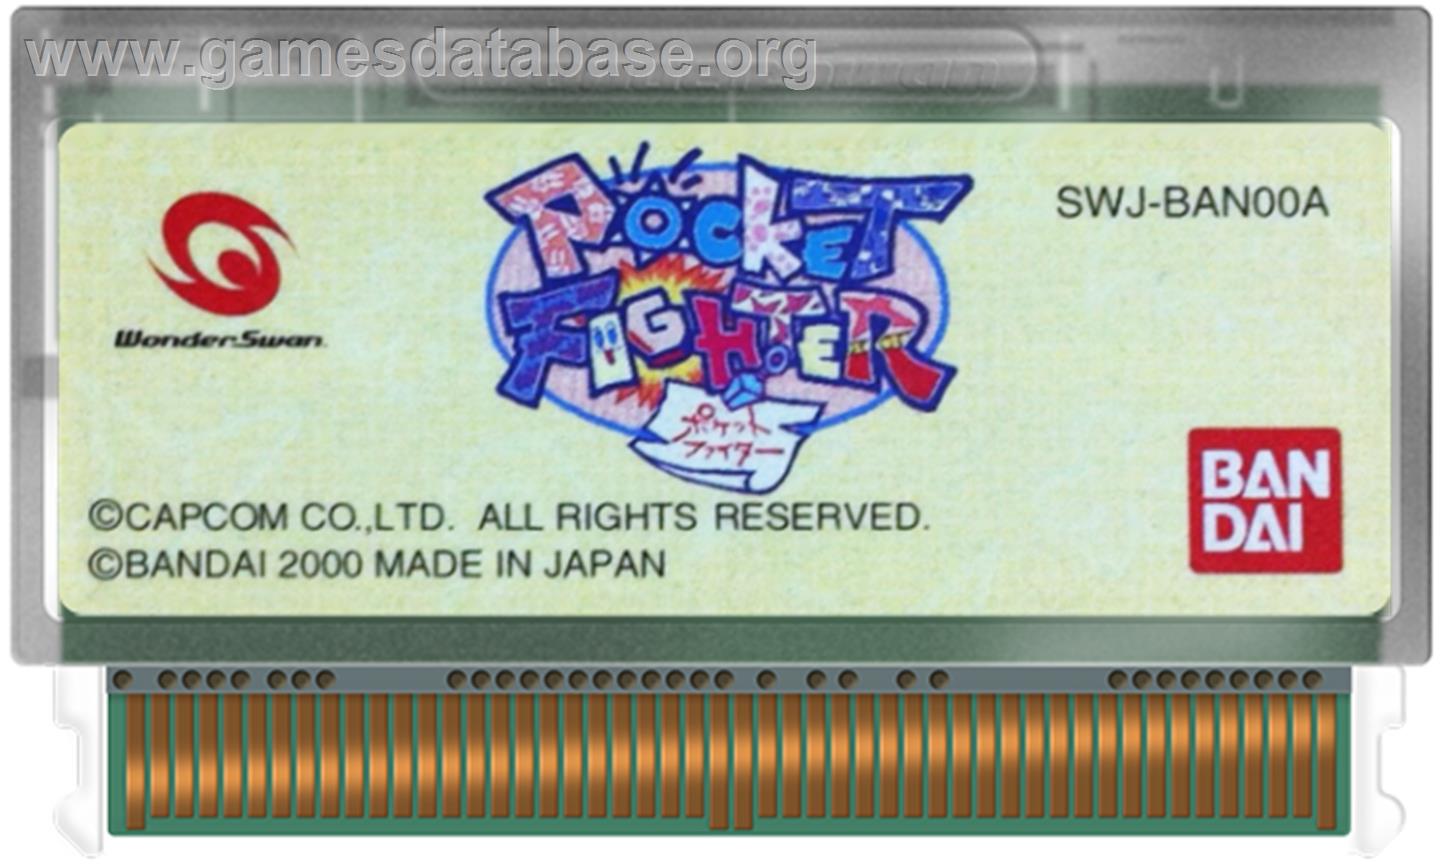 www.gamesdatabase.org
POCKET
FIGHTER
ポケット
ファイター
SWJ-BAN00A
WonderSwan
BAN
DAI
©CAPCOM CO.,LTD. ALL RIGHTS RESERVED.
©BANDAI 2000 MADE IN JAPAN